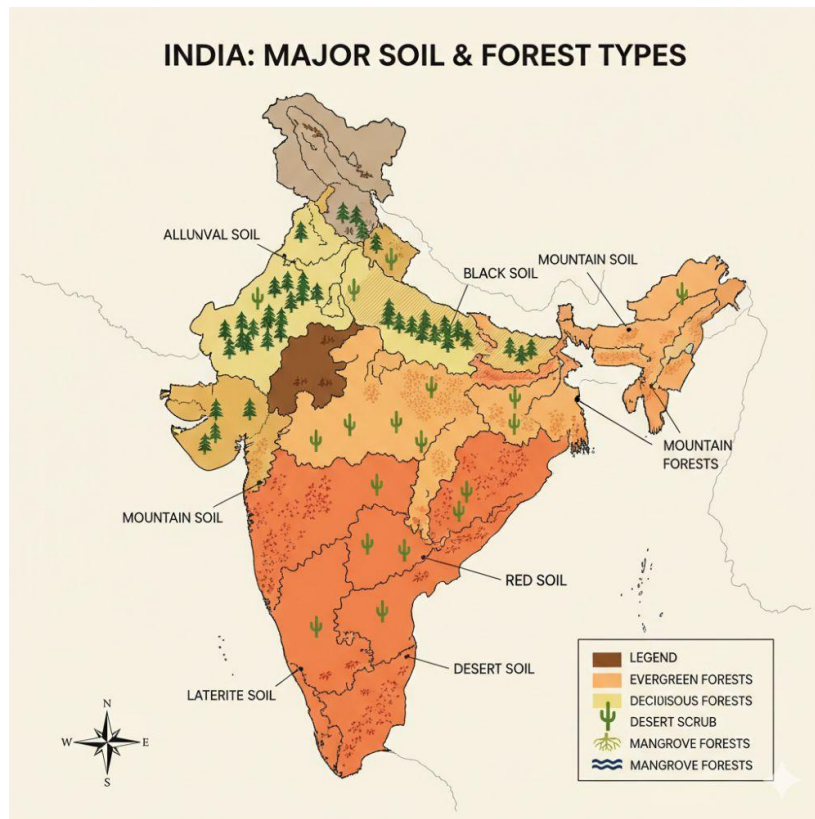 INDIA: MAJOR SOIL & FOREST TYPES
ALLUNVAL SOIL
BLACK SOIL
MOUNTAIN SOIL
MOUNTAIN
FORESTS
MOUNTAIN SOIL
RED SOIL
DESERT SOIL
LATERITE SOIL
N
W
E
S
LEGEND
EVERGREEN FORESTS
DECIUISOUS FORESTS
DESERT SCRUB
MANGROVE FORESTS
MANGROVE FORESTS